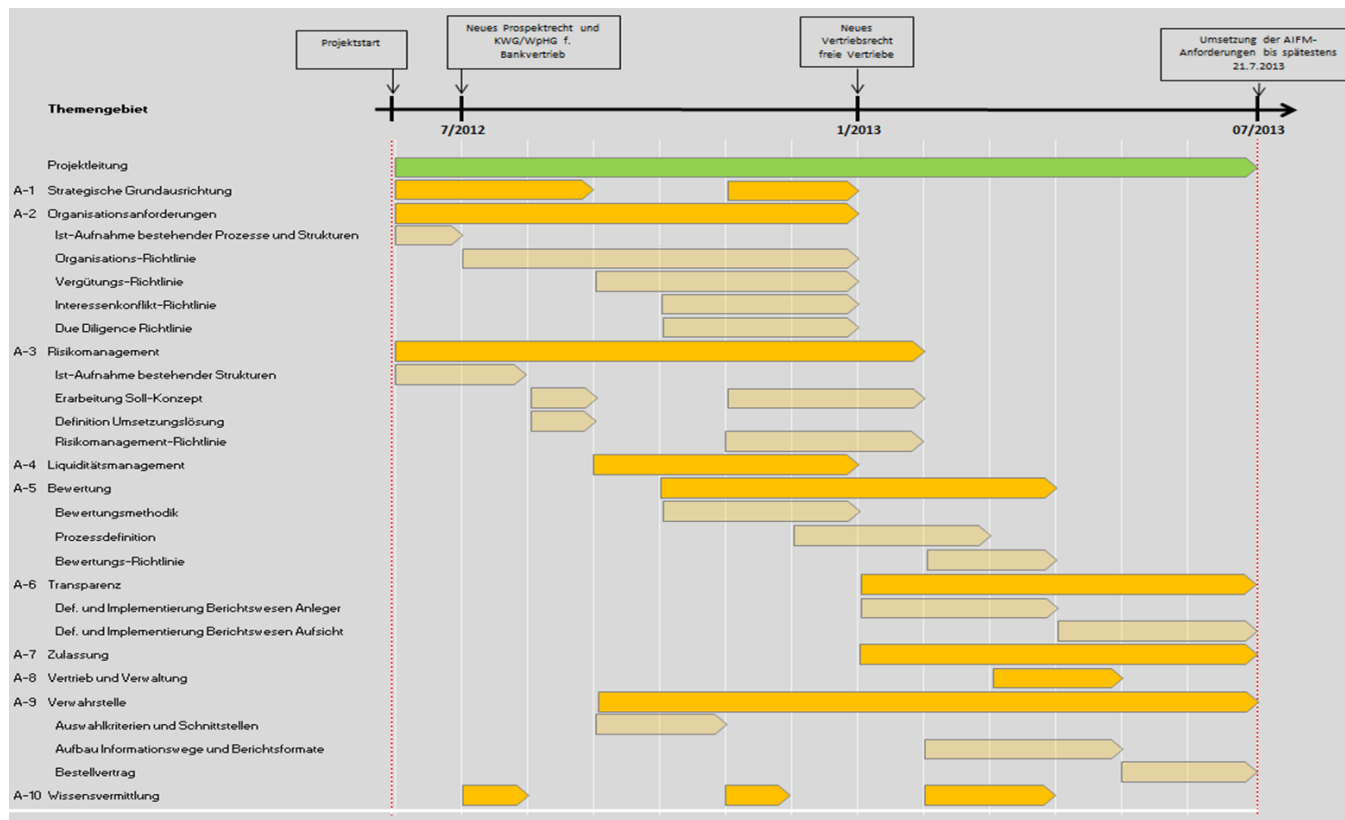 Projektstart
Neues Prospektrecht und
KWG/WpHG f.
Bankvertrieb
Neues
Vertriebsrecht
freie Vertriebe
Umsetzung der AIFM-
Anforderungen bis spätestens
21.7.2013
Themengebiet
7/2012
1/2013
07/2013
Projektleitung
A-1 Strategische Grundausrichtung
A-2 Organisationsanforderungen
Ist-Aufnahme bestehender Prozesse und Strukturen
Organisations-Richtlinie
Vergütungs-Richtlinie
Interessenkonflikt-Richtlinie
Due Diligence Richtlinie
A-3 Risikomanagement
Ist-Aufnahme bestehender Strukturen
Erarbeitung Soll-Konzept
Definition Umsetzungslösung
Risikomanagement-Richtlinie
A-4 Liquiditätsmanagement
A-5 Bewertung
Bewertungsmethodik
Prozessdefinition
Bewertungs-Richtlinie
A-6 Transparenz
Def. und Implementierung Berichtswesen Anleger
Def. und Implementierung Berichtswesen Aufsicht
A-7 Zulassung
A-8 Vertrieb und Verwaltung
A-9 Verwahrstelle
Auswahlkriterien und Schnittstellen
Aufbau Informationswege und Berichtsformate
Bestellvertrag
A-10 Wissensvermittlung